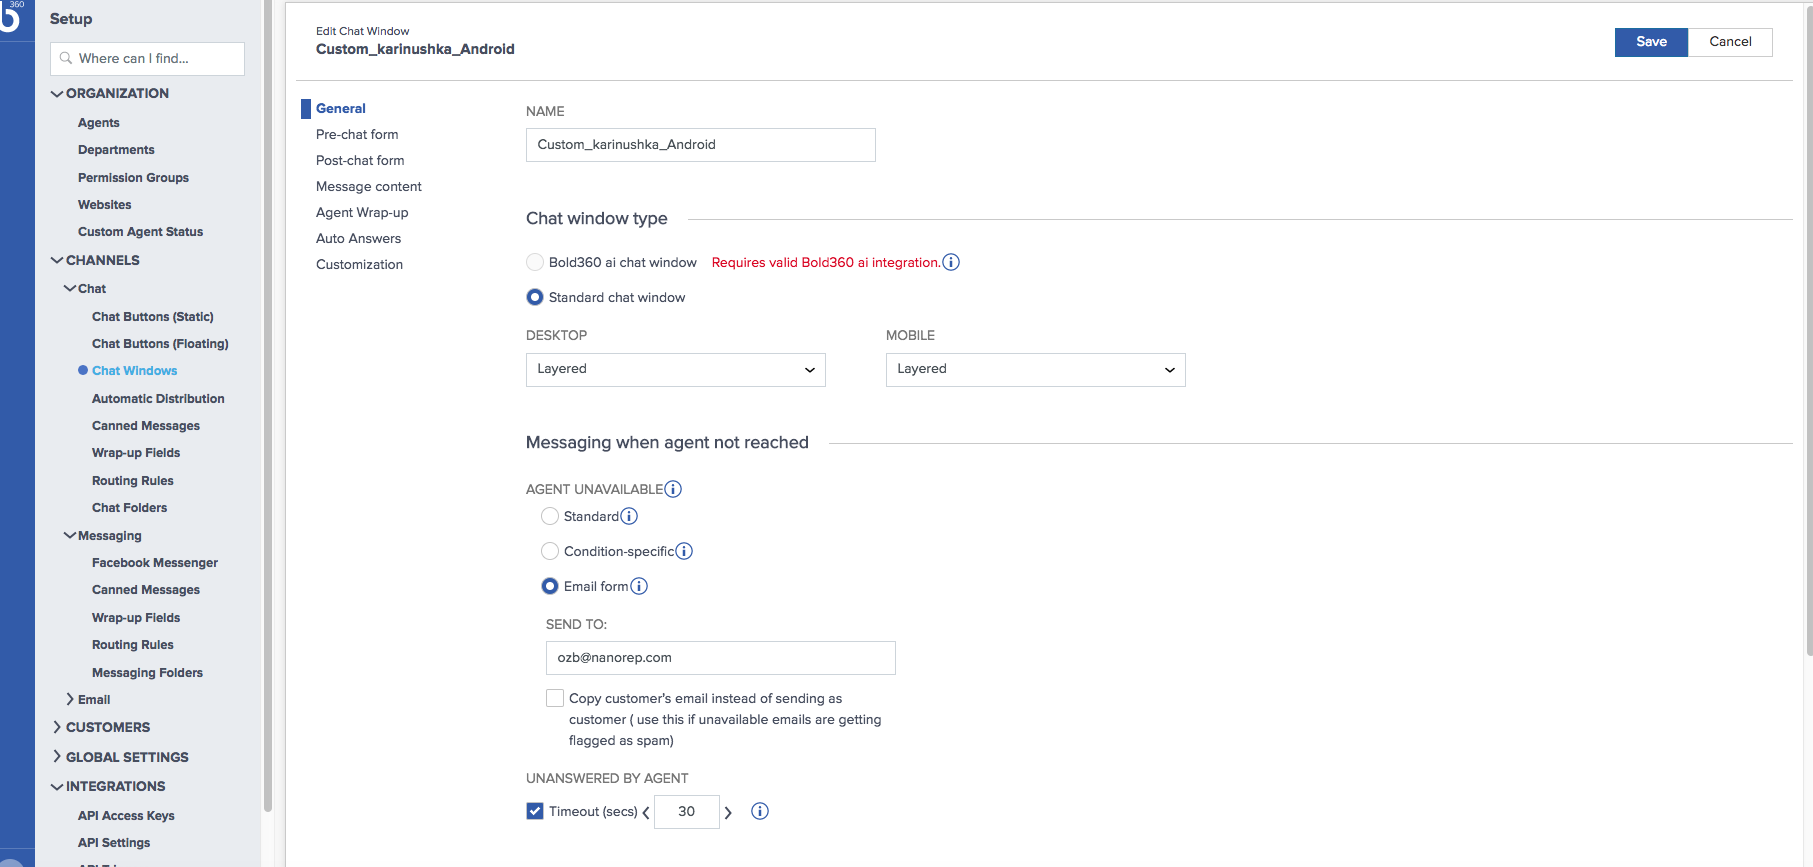 360
Setup
Where can I find...
ORGANIZATION
Agents
Departments
Permission Groups
Websites
Custom Agent Status
CHANNELS
Chat
Chat Buttons (Static)
Chat Buttons (Floating)
Chat Windows
Automatic Distribution
Canned Messages
Wrap-up Fields
Routing Rules
Chat Folders
Messaging
Facebook Messenger
Canned Messages
Wrap-up Fields
Routing Rules
Messaging Folders
Email
CUSTOMERS
GLOBAL SETTINGS
INTEGRATIONS
API Access Keys
API Settings
Edit Chat Window
Custom_karinushka_Android
Save
Cancel
General
Pre-chat form
Post-chat form
Message content
Agent Wrap-up
Auto Answers
Customization
NAME
Custom_karinushka_Android
Chat window type
Bold360 ai chat window Requires valid Bold360 ai integration.
Standard chat window
DESKTOP
Layered
MOBILE
Layered
Messaging when agent not reached
AGENT UNAVAILABLE
Standard
Condition-specific
Email form
SEND TO:
ozb@nanorep.com
Copy customer's email instead of sending as
customer ( use this if unavailable emails are getting
flagged as spam)
UNANSWERED BY AGENT
Timeout (secs) 30